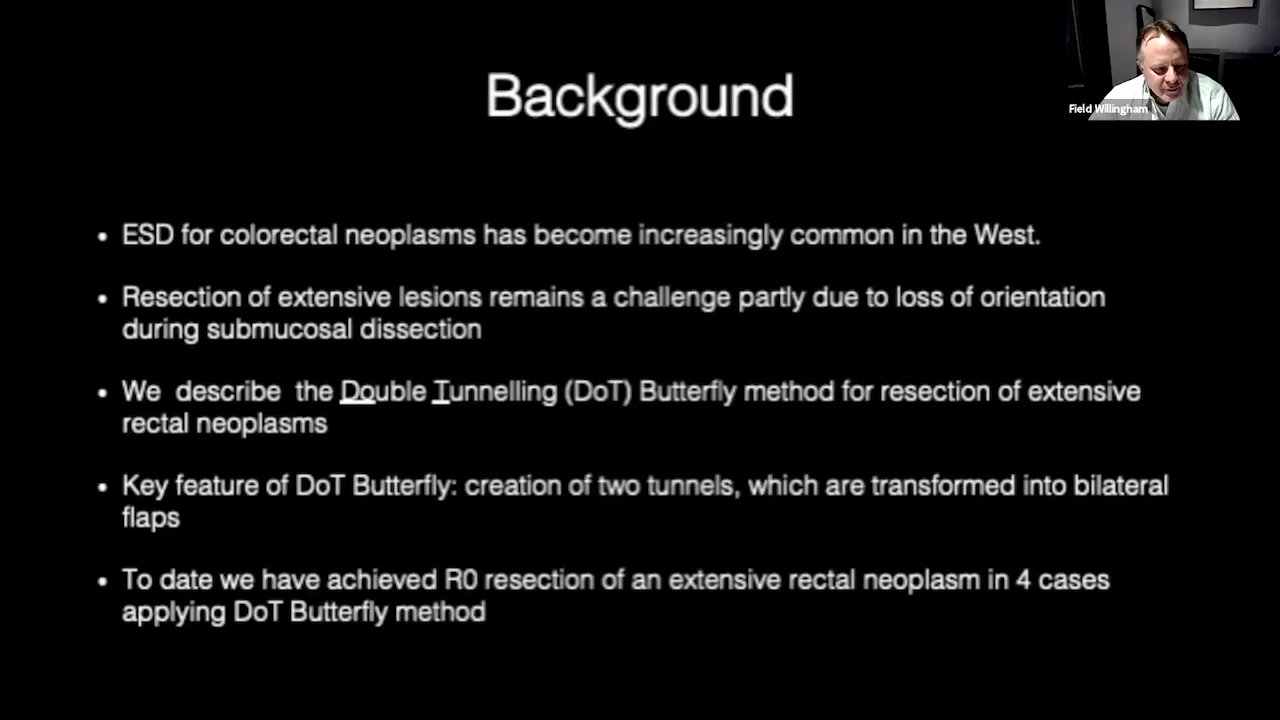 Background
Field Willingham
• ESD for colorectal neoplasms has become increasingly common in the West.
• Resection of extensive lesions remains a challenge partly due to loss of orientation
during submucosal dissection
• We describe the Double Tunnelling (DoT) Butterfly method for resection of extensive
rectal neoplasms
• Key feature of DoT Butterfly: creation of two tunnels, which are transformed into bilateral
flaps
• To date we have achieved R0 resection of an extensive rectal neoplasm in 4 cases
applying DoT Butterfly method